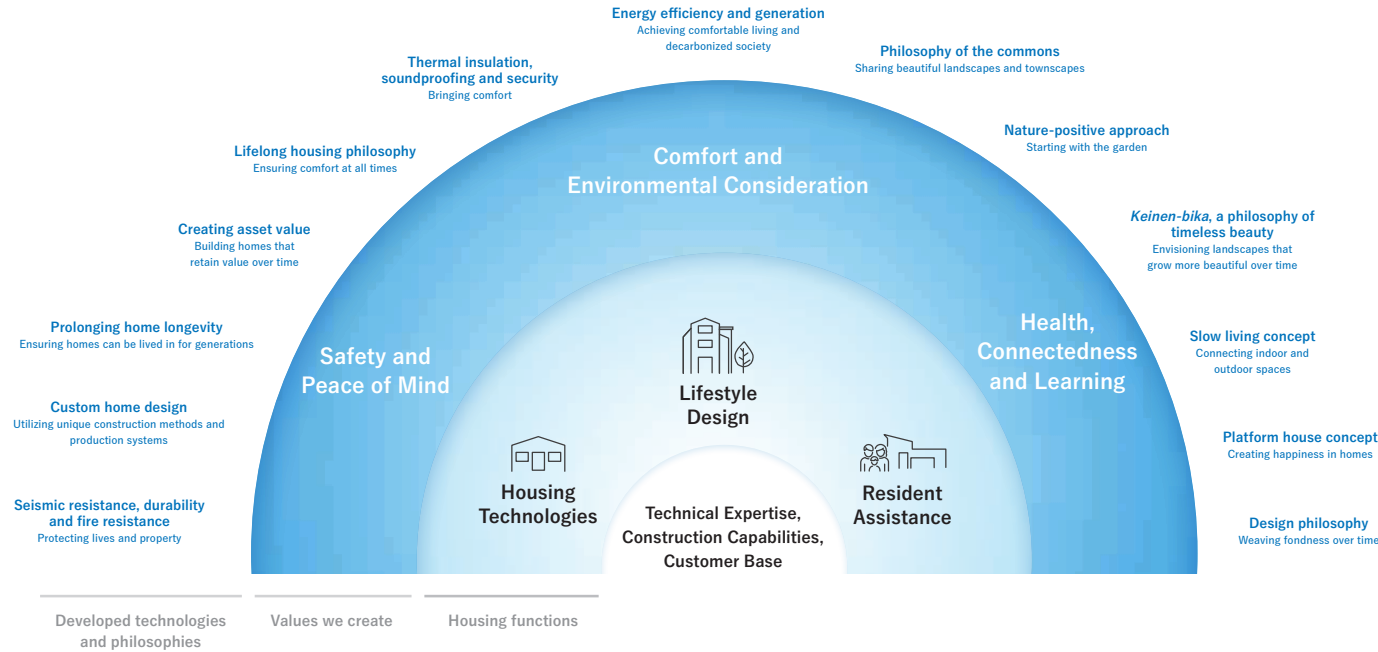 Energy efficiency and generation
Achieving comfortable living and
decarbonized society
Thermal insulation,
soundproofing and security
Bringing comfort
Philosophy of the commons
Sharing beautiful landscapes and townscapes
Lifelong housing philosophy
Ensuring comfort at all times
Nature-positive approach
Starting with the garden
Creating asset value
Building homes that
retain value over time
Keinen-bika, a philosophy of
timeless beauty
Envisioning landscapes that
grow more beautiful over time
Prolonging home longevity
Ensuring homes can be lived in for generations
Slow living concept
Connecting indoor and
outdoor spaces
Custom home design
Utilizing unique construction methods and
production systems
Platform house concept
Creating happiness in homes
Seismic resistance, durability
and fire resistance
Protecting lives and property
Design philosophy
Weaving fondness over time
Comfort and
Environmental Consideration
Safety and
Peace of Mind
Health,
Connectedness
and Learning
Lifestyle
Design
Housing
Technologies
Resident
Assistance
Technical Expertise,
Construction Capabilities,
Customer Base
Developed technologies
and philosophies
Values we create
Housing functions